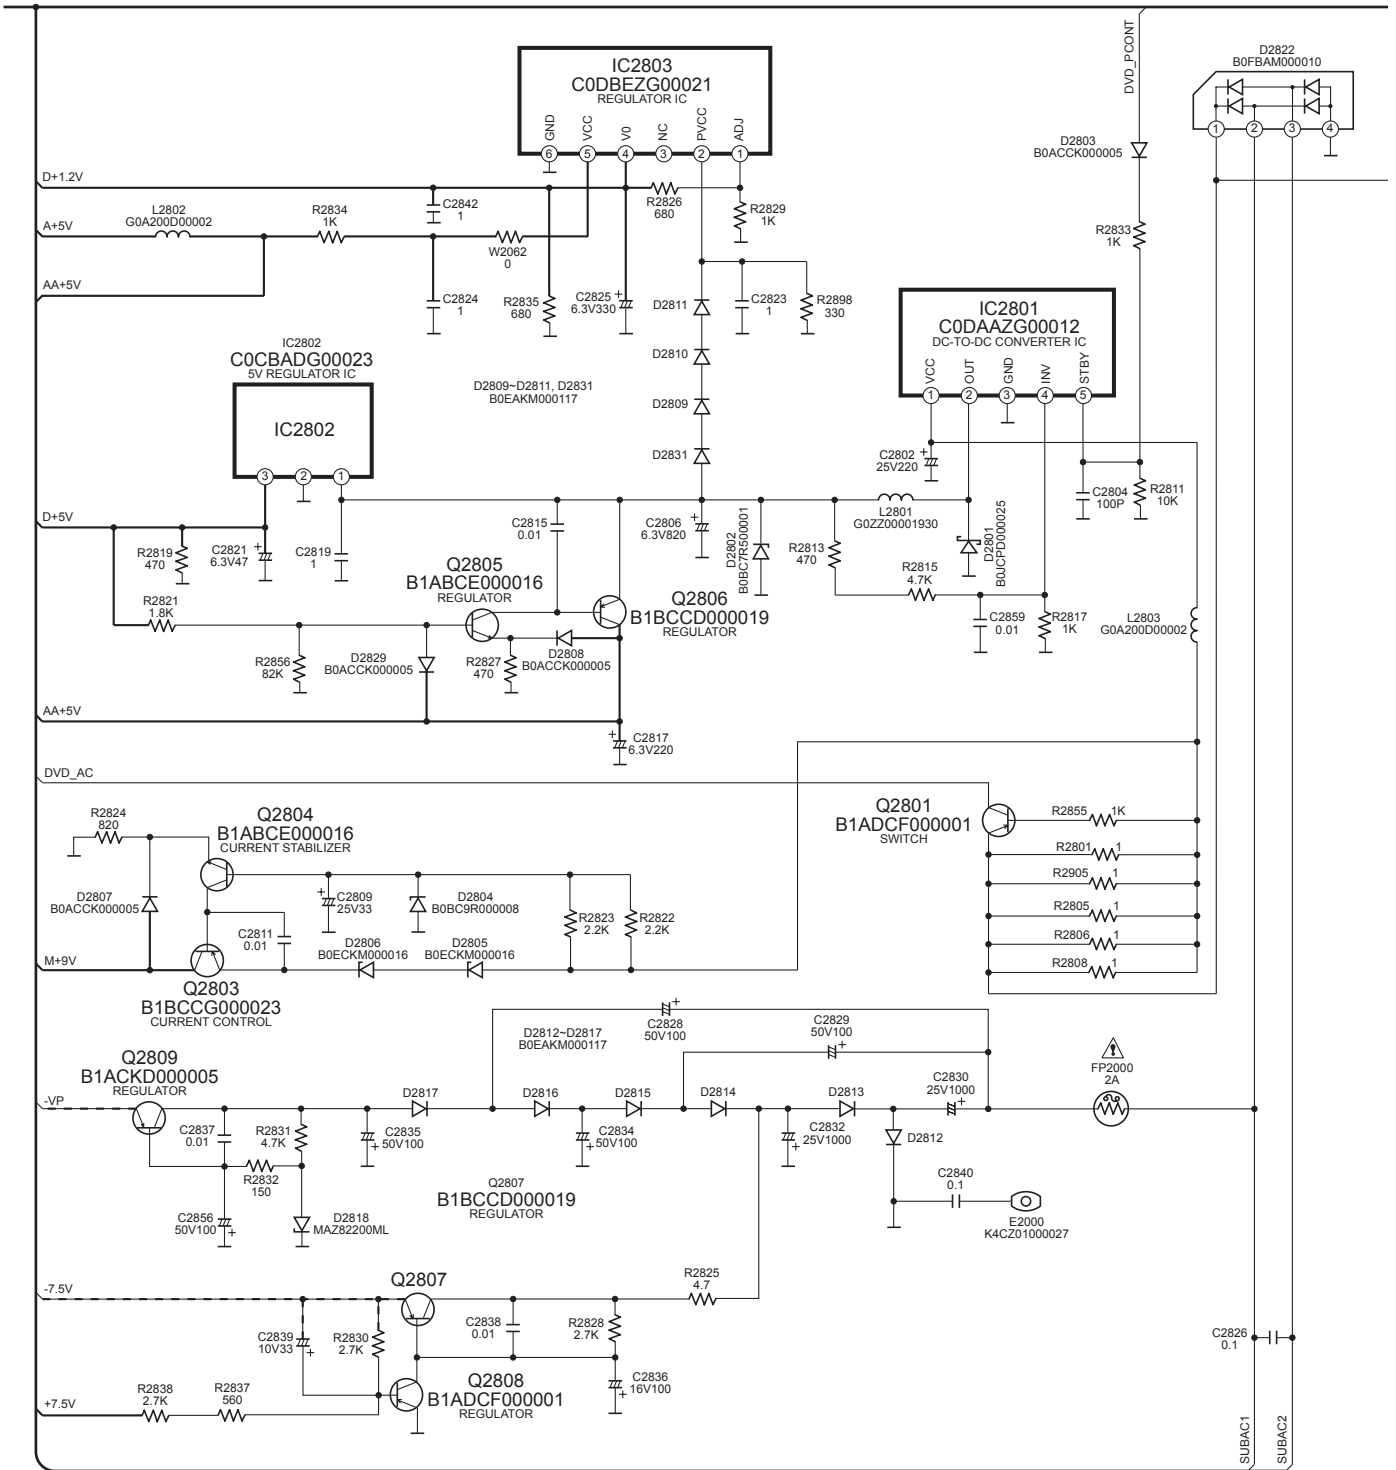 DVD_PCONT
D2822
B0FBAM000010
1 2 3 4
IC2803
C0DBEZG00021
REGULATOR IC
GND VCC V0 NC PVCC ADJ
6 5 4 3 2 1
D2803
B0ACCK000005
D+1.2V
C2842
1
R2826
680
R2829
1K
A+5V
L2802
G0A200D00002
R2834
1K
W2062
0
R2833
1K
AA+5V
C2824
1
R2835
680
C2825 +
6.3V330
D2811
C2823
1
R2898
330
IC2801
C0DAAZG00012
DC-TO-DC CONVERTER IC
VCC OUT GND INV STBY
1 2 3 4 5
IC2802
C0CBADG00023
5V REGULATOR IC
IC2802
3 2 1
D2810
D2809~D2811, D2831
B0EAKM000117
D2809
D2831
C2802 +
25V220
C2804
100P
R2811
10K
L2801
G0ZZ00001930
D+5V
R2819
470
C2821 +
6.3V47
C2819
1
C2815
0.01
C2806 +
6.3V820
D2802
B0BC7R500001
R2813
470
D2801
B0JCPD000025
Q2805
B1ABCE000016
REGULATOR
R2815
4.7K
R2821
1.8K
Q2806
B1BCCD000019
REGULATOR
C2859
0.01
R2817
1K
L2803
G0A200D00002
R2856
82K
D2829
B0ACCK000005
R2827
470
D2808
B0ACCK000005
AA+5V
+ C2817
6.3V220
DVD_AC
R2824
820
Q2804
B1ABCE000016
CURRENT STABILIZER
Q2801
B1ADCF000001
SWITCH
R2855 1K
R2801 1
R2905 1
R2805 1
R2806 1
R2808 1
D2807
B0ACCK000005
+ C2809
25V33
D2804
B0BC9R000008
R2823
2.2K
R2822
2.2K
C2811
0.01
D2806
B0ECKM000016
D2805
B0ECKM000016
M+9V
Q2803
B1BCCG000023
CURRENT CONTROL
C2828 +
50V100
D2812~D2817
B0EAKM000117
C2829
50V100 +
Q2809
B1ACKD000005
REGULATOR
FP2000
2A
-VP
D2817
D2816
D2815
D2814
D2813
C2830
25V1000 +
C2837
0.01
R2831
4.7K
C2835
+ 50V100
C2834
+ 50V100
C2832
+ 25V1000
D2812
R2832
150
C2840
0.1
E2000
K4CZ01000027
C2856
50V100 +
D2818
MAZ82200ML
Q2807
B1BCCD000019
REGULATOR
-7.5V
Q2807
R2825
4.7
C2839
10V33 +
R2830
2.7K
C2838
0.01
R2828
2.7K
C2826
0.1
Q2808
B1ADCF000001
REGULATOR
C2836
+ 16V100
+7.5V
R2838
2.7K
R2837
560
SUBAC1
SUBAC2